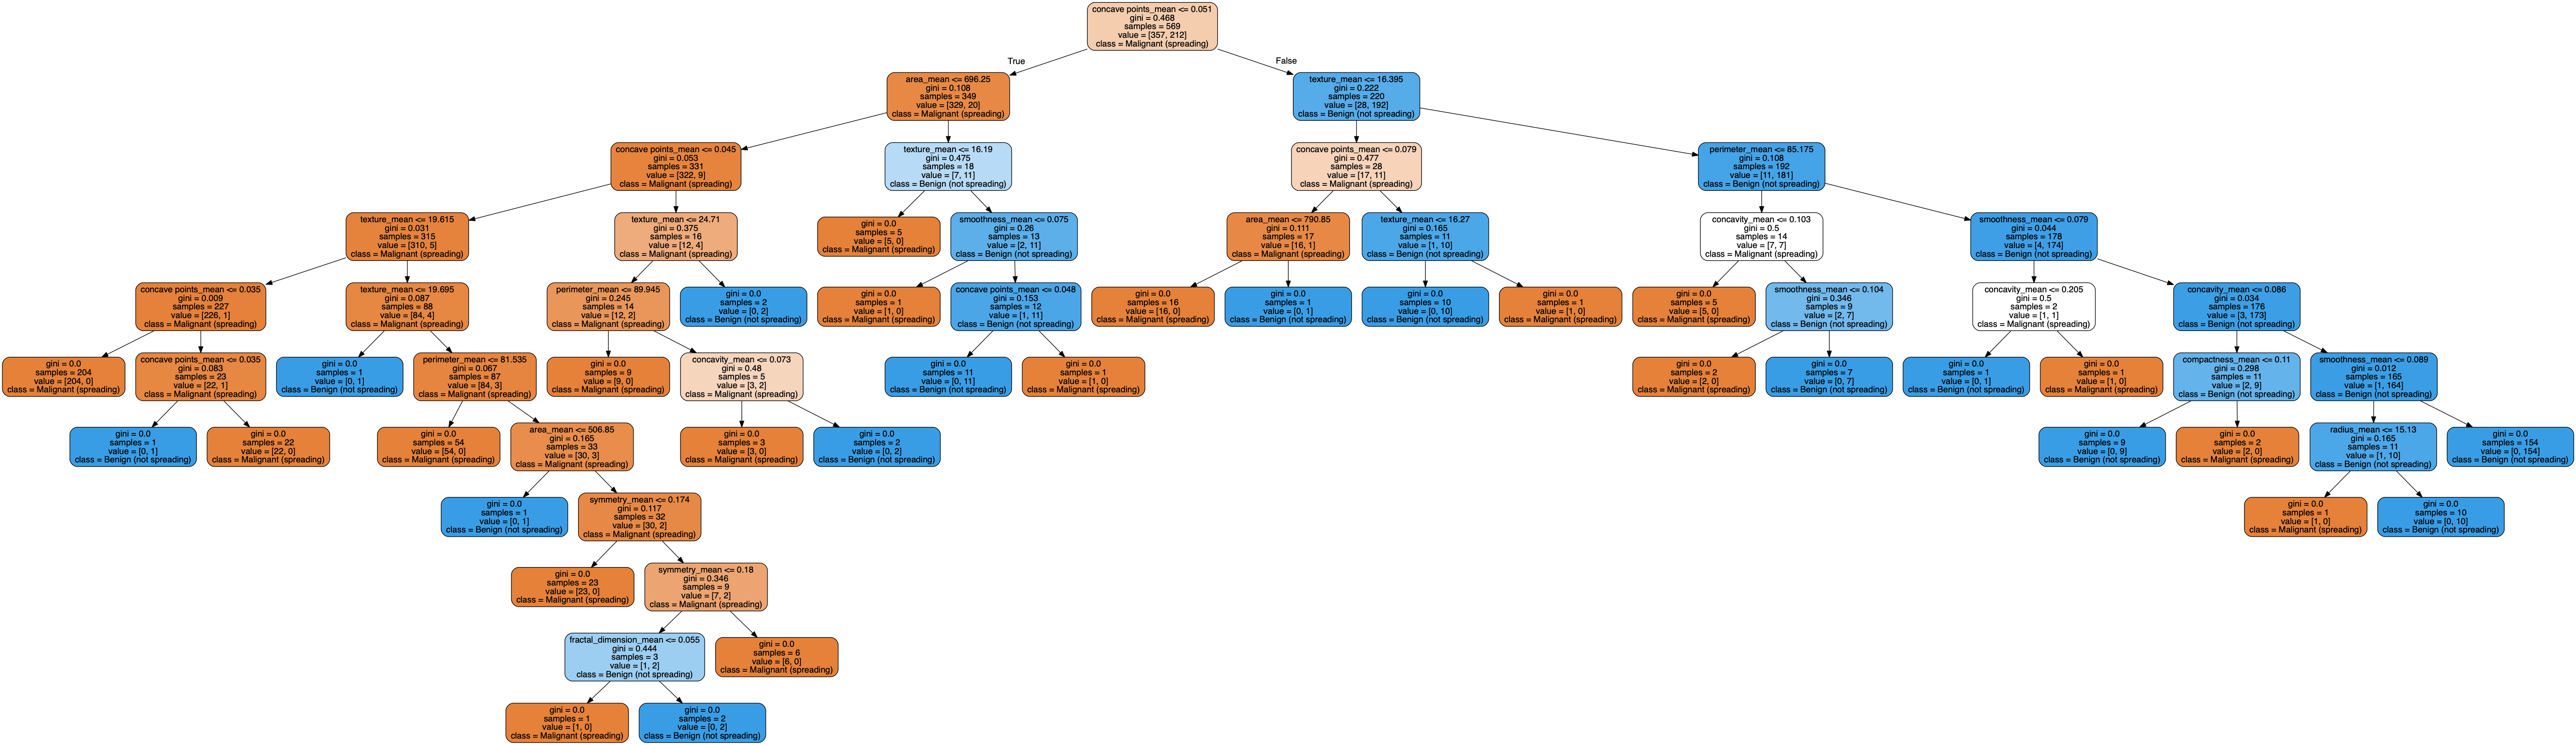 concave points_mean <= 0.051
gini = 0.468
samples = 569
value = [357, 212]
class = Malignant (spreading)
True
False
area_mean <= 696.25
gini = 0.108
samples = 349
value = [329, 20]
class = Malignant (spreading)
texture_mean <= 16.395
gini = 0.222
samples = 220
value = [28, 192]
class = Benign (not spreading)
concave points_mean <= 0.045
gini = 0.053
samples = 331
value = [322, 9]
class = Malignant (spreading)
texture_mean <= 16.19
gini = 0.475
samples = 18
value = [7, 11]
class = Benign (not spreading)
concave points_mean <= 0.079
gini = 0.477
samples = 28
value = [17, 11]
class = Malignant (spreading)
perimeter_mean <= 85.175
gini = 0.108
samples = 192
value = [11, 181]
class = Benign (not spreading)
texture_mean <= 19.615
gini = 0.031
samples = 315
value = [310, 5]
class = Malignant (spreading)
texture_mean <= 24.71
gini = 0.375
samples = 16
value = [12, 4]
class = Malignant (spreading)
gini = 0.0
samples = 5
value = [5, 0]
class = Malignant (spreading)
smoothness_mean <= 0.075
gini = 0.26
samples = 13
value = [2, 11]
class = Benign (not spreading)
area_mean <= 790.85
gini = 0.111
samples = 17
value = [16, 1]
class = Malignant (spreading)
texture_mean <= 16.27
gini = 0.165
samples = 11
value = [1, 10]
class = Benign (not spreading)
concavity_mean <= 0.103
gini = 0.5
samples = 14
value = [7, 7]
class = Malignant (spreading)
smoothness_mean <= 0.079
gini = 0.044
samples = 178
value = [4, 174]
class = Benign (not spreading)
concave points_mean <= 0.035
gini = 0.009
samples = 227
value = [226, 1]
class = Malignant (spreading)
texture_mean <= 19.695
gini = 0.087
samples = 88
value = [84, 4]
class = Malignant (spreading)
perimeter_mean <= 89.945
gini = 0.245
samples = 14
value = [12, 2]
class = Malignant (spreading)
gini = 0.0
samples = 2
value = [0, 2]
class = Benign (not spreading)
gini = 0.0
samples = 1
value = [1, 0]
class = Malignant (spreading)
concave points_mean <= 0.048
gini = 0.153
samples = 12
value = [1, 11]
class = Benign (not spreading)
gini = 0.0
samples = 16
value = [16, 0]
class = Malignant (spreading)
gini = 0.0
samples = 1
value = [0, 1]
class = Benign (not spreading)
gini = 0.0
samples = 10
value = [0, 10]
class = Benign (not spreading)
gini = 0.0
samples = 1
value = [1, 0]
class = Malignant (spreading)
gini = 0.0
samples = 5
value = [5, 0]
class = Malignant (spreading)
smoothness_mean <= 0.104
gini = 0.346
samples = 9
value = [2, 7]
class = Benign (not spreading)
concavity_mean <= 0.205
gini = 0.5
samples = 2
value = [1, 1]
class = Malignant (spreading)
concavity_mean <= 0.086
gini = 0.034
samples = 176
value = [3, 173]
class = Benign (not spreading)
gini = 0.0
samples = 204
value = [204, 0]
class = Malignant (spreading)
concave points_mean <= 0.035
gini = 0.083
samples = 23
value = [22, 1]
class = Malignant (spreading)
gini = 0.0
samples = 1
value = [0, 1]
class = Benign (not spreading)
perimeter_mean <= 81.535
gini = 0.067
samples = 87
value = [84, 3]
class = Malignant (spreading)
gini = 0.0
samples = 9
value = [9, 0]
class = Malignant (spreading)
concavity_mean <= 0.073
gini = 0.48
samples = 5
value = [3, 2]
class = Malignant (spreading)
gini = 0.0
samples = 11
value = [0, 11]
class = Benign (not spreading)
gini = 0.0
samples = 1
value = [1, 0]
class = Malignant (spreading)
gini = 0.0
samples = 2
value = [2, 0]
class = Malignant (spreading)
gini = 0.0
samples = 7
value = [0, 7]
class = Benign (not spreading)
gini = 0.0
samples = 1
value = [0, 1]
class = Benign (not spreading)
gini = 0.0
samples = 1
value = [1, 0]
class = Malignant (spreading)
compactness_mean <= 0.11
gini = 0.298
samples = 11
value = [2, 9]
class = Benign (not spreading)
smoothness_mean <= 0.089
gini = 0.012
samples = 165
value = [1, 164]
class = Benign (not spreading)
gini = 0.0
samples = 1
value = [0, 1]
class = Benign (not spreading)
gini = 0.0
samples = 22
value = [22, 0]
class = Malignant (spreading)
gini = 0.0
samples = 54
value = [54, 0]
class = Malignant (spreading)
area_mean <= 506.85
gini = 0.165
samples = 33
value = [30, 3]
class = Malignant (spreading)
gini = 0.0
samples = 3
value = [3, 0]
class = Malignant (spreading)
gini = 0.0
samples = 2
value = [0, 2]
class = Benign (not spreading)
gini = 0.0
samples = 9
value = [0, 9]
class = Benign (not spreading)
gini = 0.0
samples = 2
value = [2, 0]
class = Malignant (spreading)
radius_mean <= 15.13
gini = 0.165
samples = 11
value = [1, 10]
class = Benign (not spreading)
gini = 0.0
samples = 154
value = [0, 154]
class = Benign (not spreading)
gini = 0.0
samples = 1
value = [0, 1]
class = Benign (not spreading)
symmetry_mean <= 0.174
gini = 0.117
samples = 32
value = [30, 2]
class = Malignant (spreading)
gini = 0.0
samples = 1
value = [1, 0]
class = Malignant (spreading)
gini = 0.0
samples = 10
value = [0, 10]
class = Benign (not spreading)
gini = 0.0
samples = 23
value = [23, 0]
class = Malignant (spreading)
symmetry_mean <= 0.18
gini = 0.346
samples = 9
value = [7, 2]
class = Malignant (spreading)
fractal_dimension_mean <= 0.055
gini = 0.444
samples = 3
value = [1, 2]
class = Benign (not spreading)
gini = 0.0
samples = 6
value = [6, 0]
class = Malignant (spreading)
gini = 0.0
samples = 1
value = [1, 0]
class = Malignant (spreading)
gini = 0.0
samples = 2
value = [0, 2]
class = Benign (not spreading)